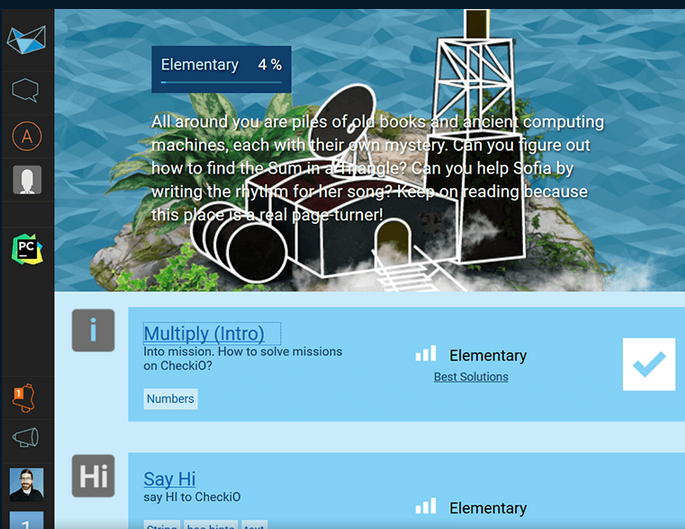 Elementary 4 %
All around you are piles of old books and ancient computing
machines, each with their own mystery. Can you figure out
how to find the Sum in a Triangle? Can you help Sofia by
writing the rhythm for her song? Keep on reading because
this place is a real page-turner!
A
PC
1
i
Multiply (Intro)
Into mission. How to solve missions
on CheckiO?
Numbers
Elementary
Best Solutions
Hi
Say Hi
say HI to CheckiO
String has hints text
Elementary
1